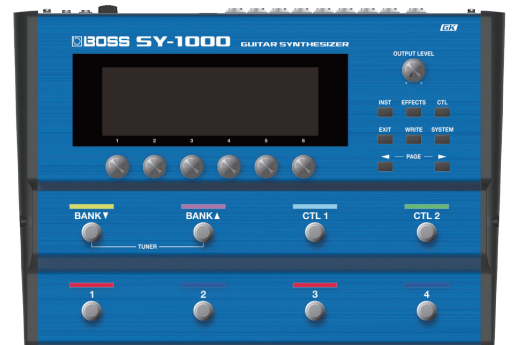 GK
BOSS SY-1000 GUITAR SYNTHESIZER
OUTPUT LEVEL
INST EFFECTS CTL
EXIT WRITE SYSTEM
◄ PAGE ►
1 2 3 4 5 6
BANK▼ BANK▲ CTL 1 CTL 2
TUNER
1 2 3 4